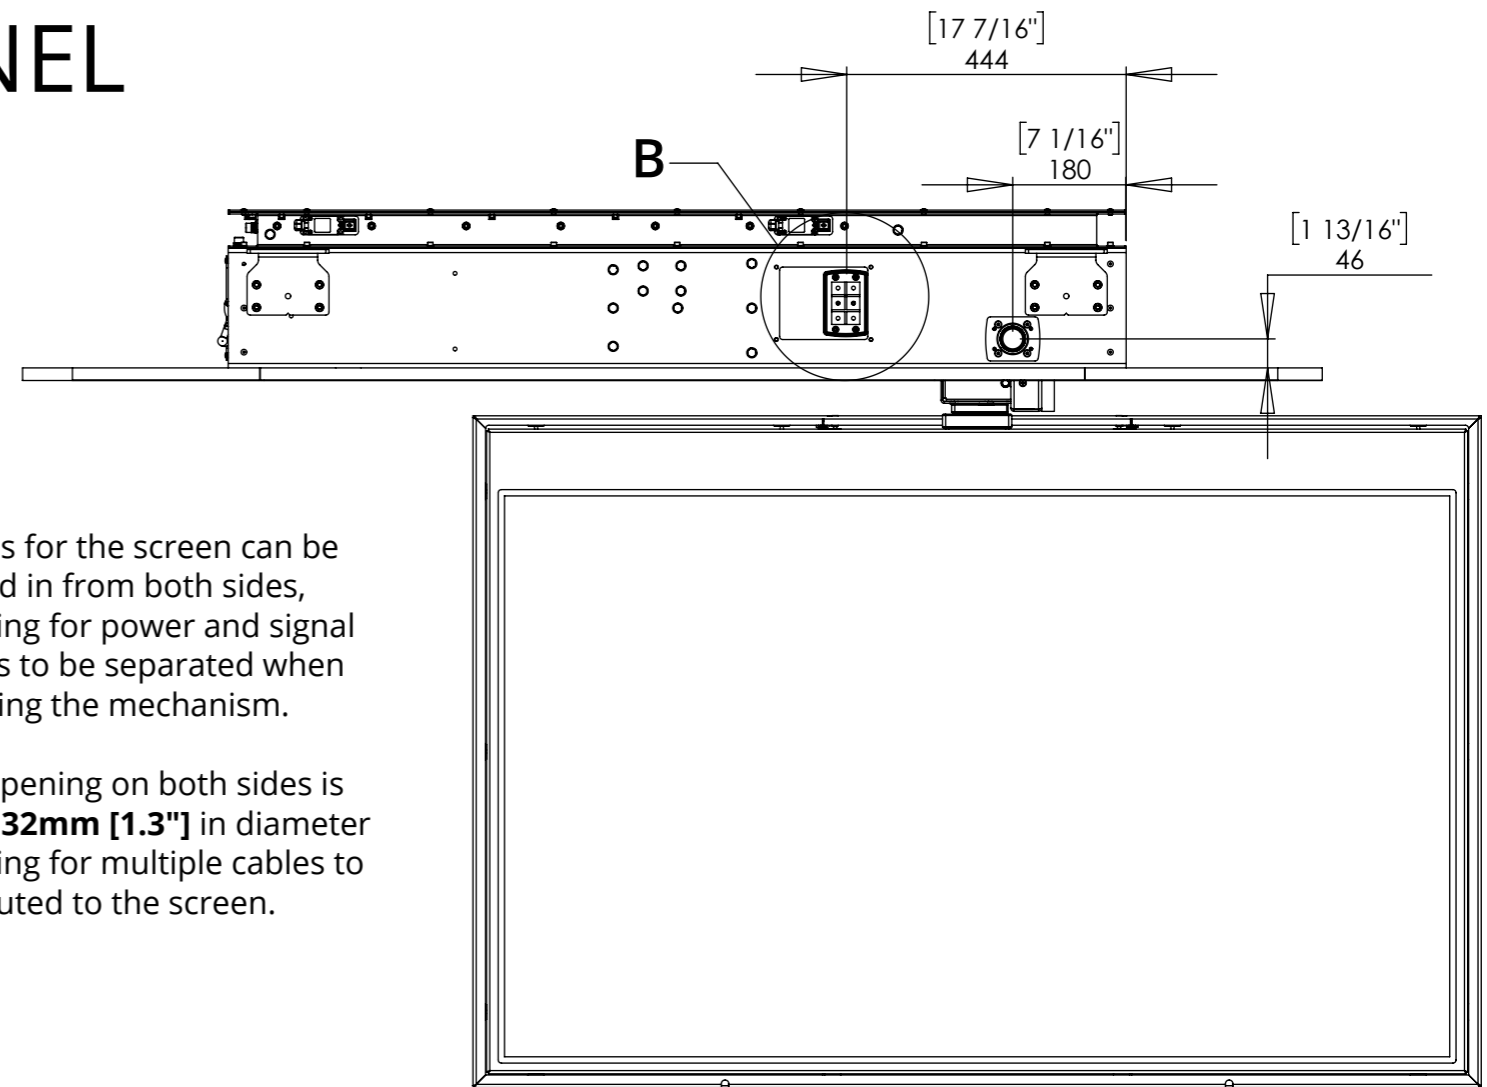 NEL
[17 7/16"]
444
B
[7 1/16"]
180
[1 13/16"]
46
s for the screen can be
d in from both sides,
ing for power and signal
s to be separated when
ing the mechanism.
pening on both sides is
32mm [1.3"] in diameter
ing for multiple cables to
uted to the screen.